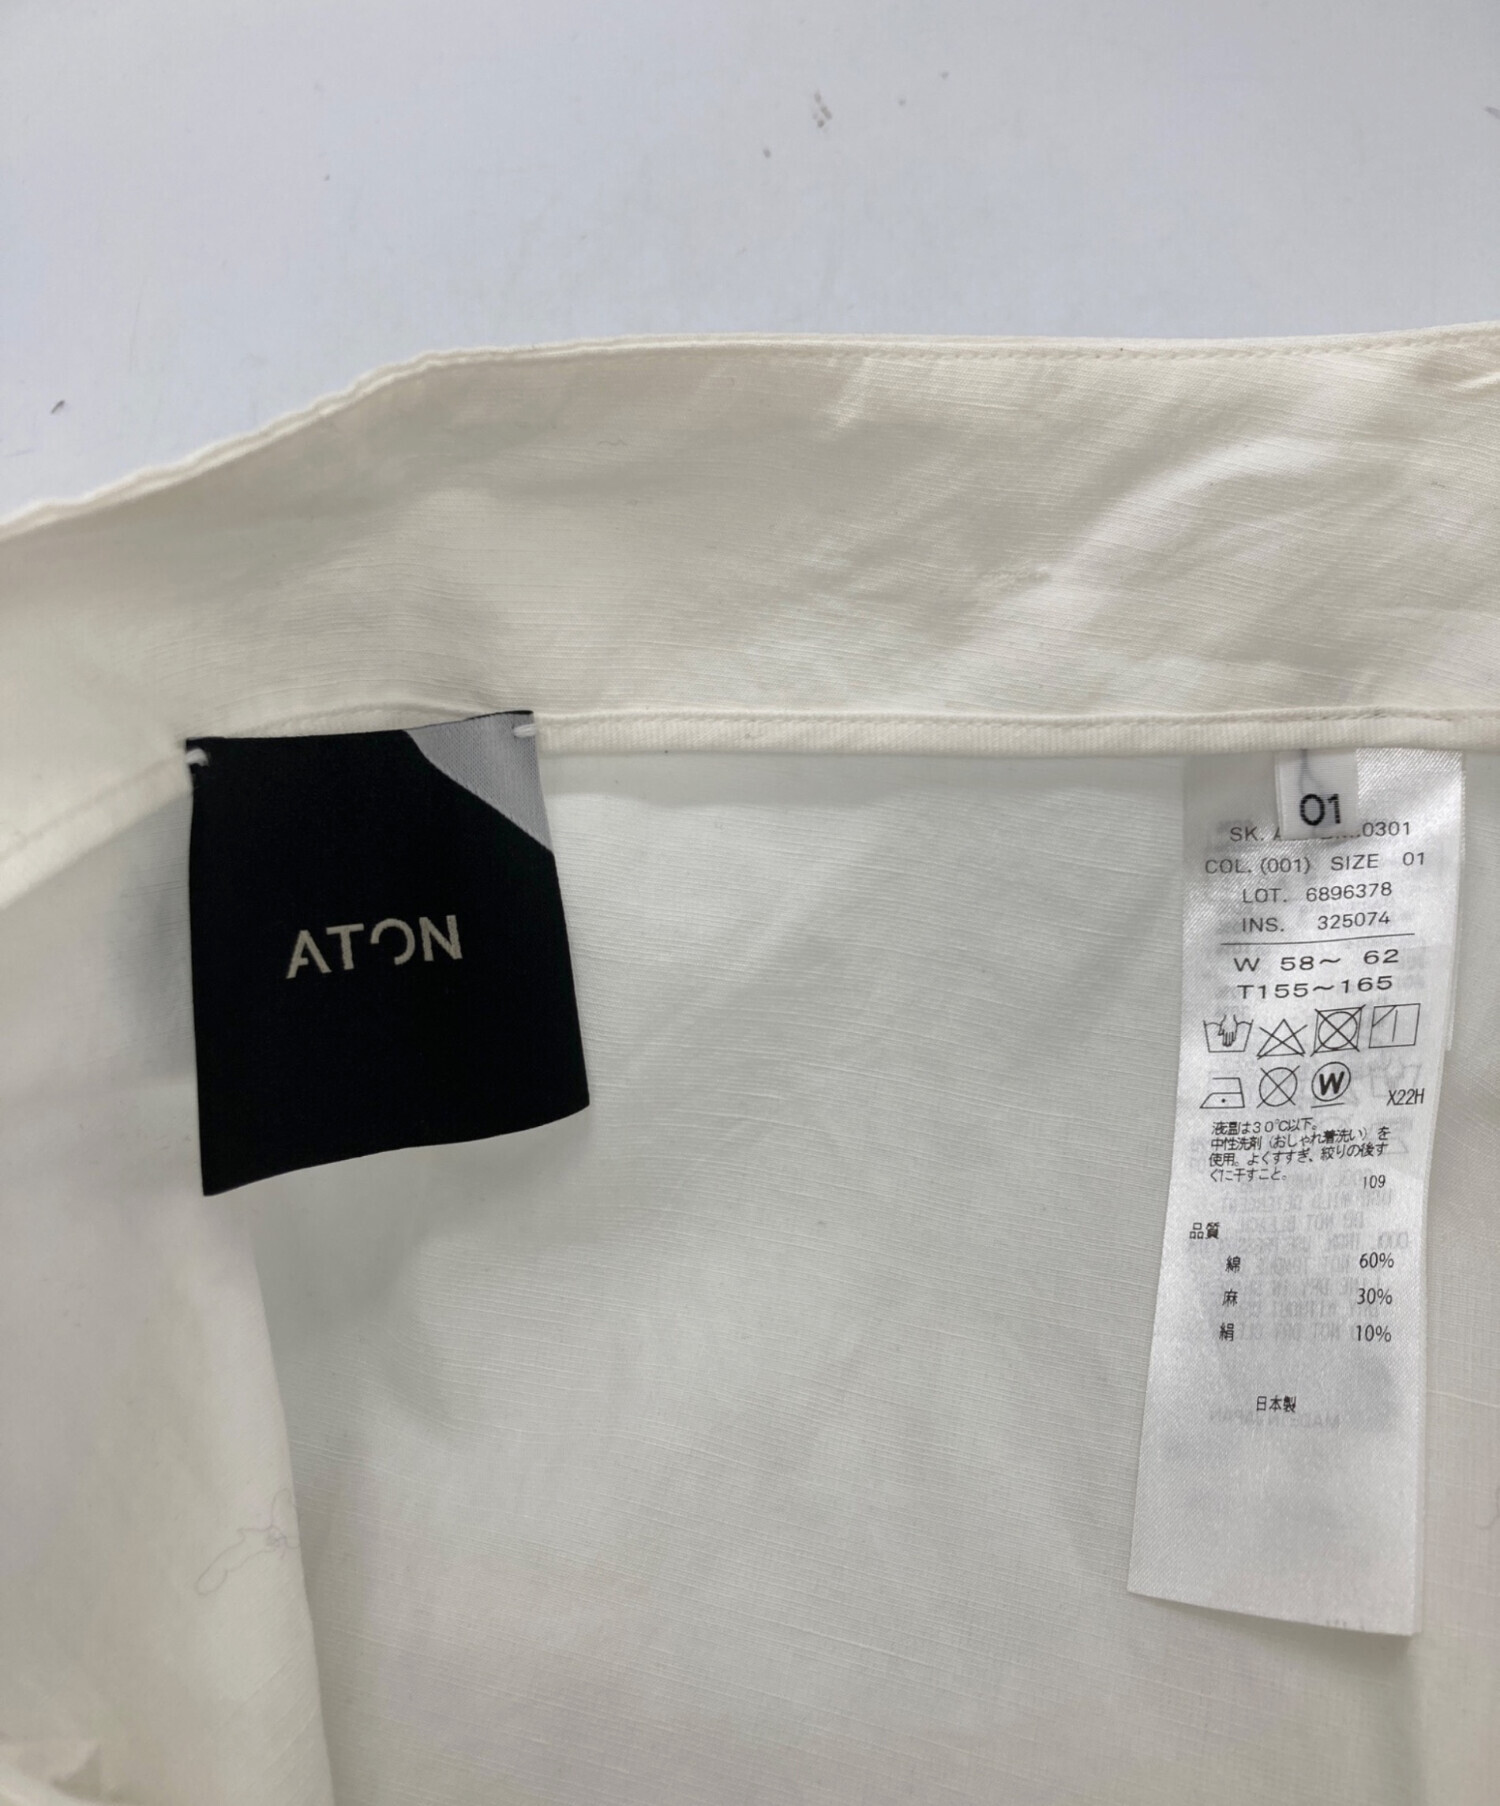 ATON
01
SK. 0301
COL. (001) SIZE 01
LOT. 6896378
INS. 325074
W 58～ 62
T155～165
W
X22H
液温は30℃以下。
中性洗剤（おしゃれ着洗い）を
使用。よくすすぎ、絞りの後す
ぐに干すこと。
109
品質
綿 60%
麻 30%
絹 10%
日本製